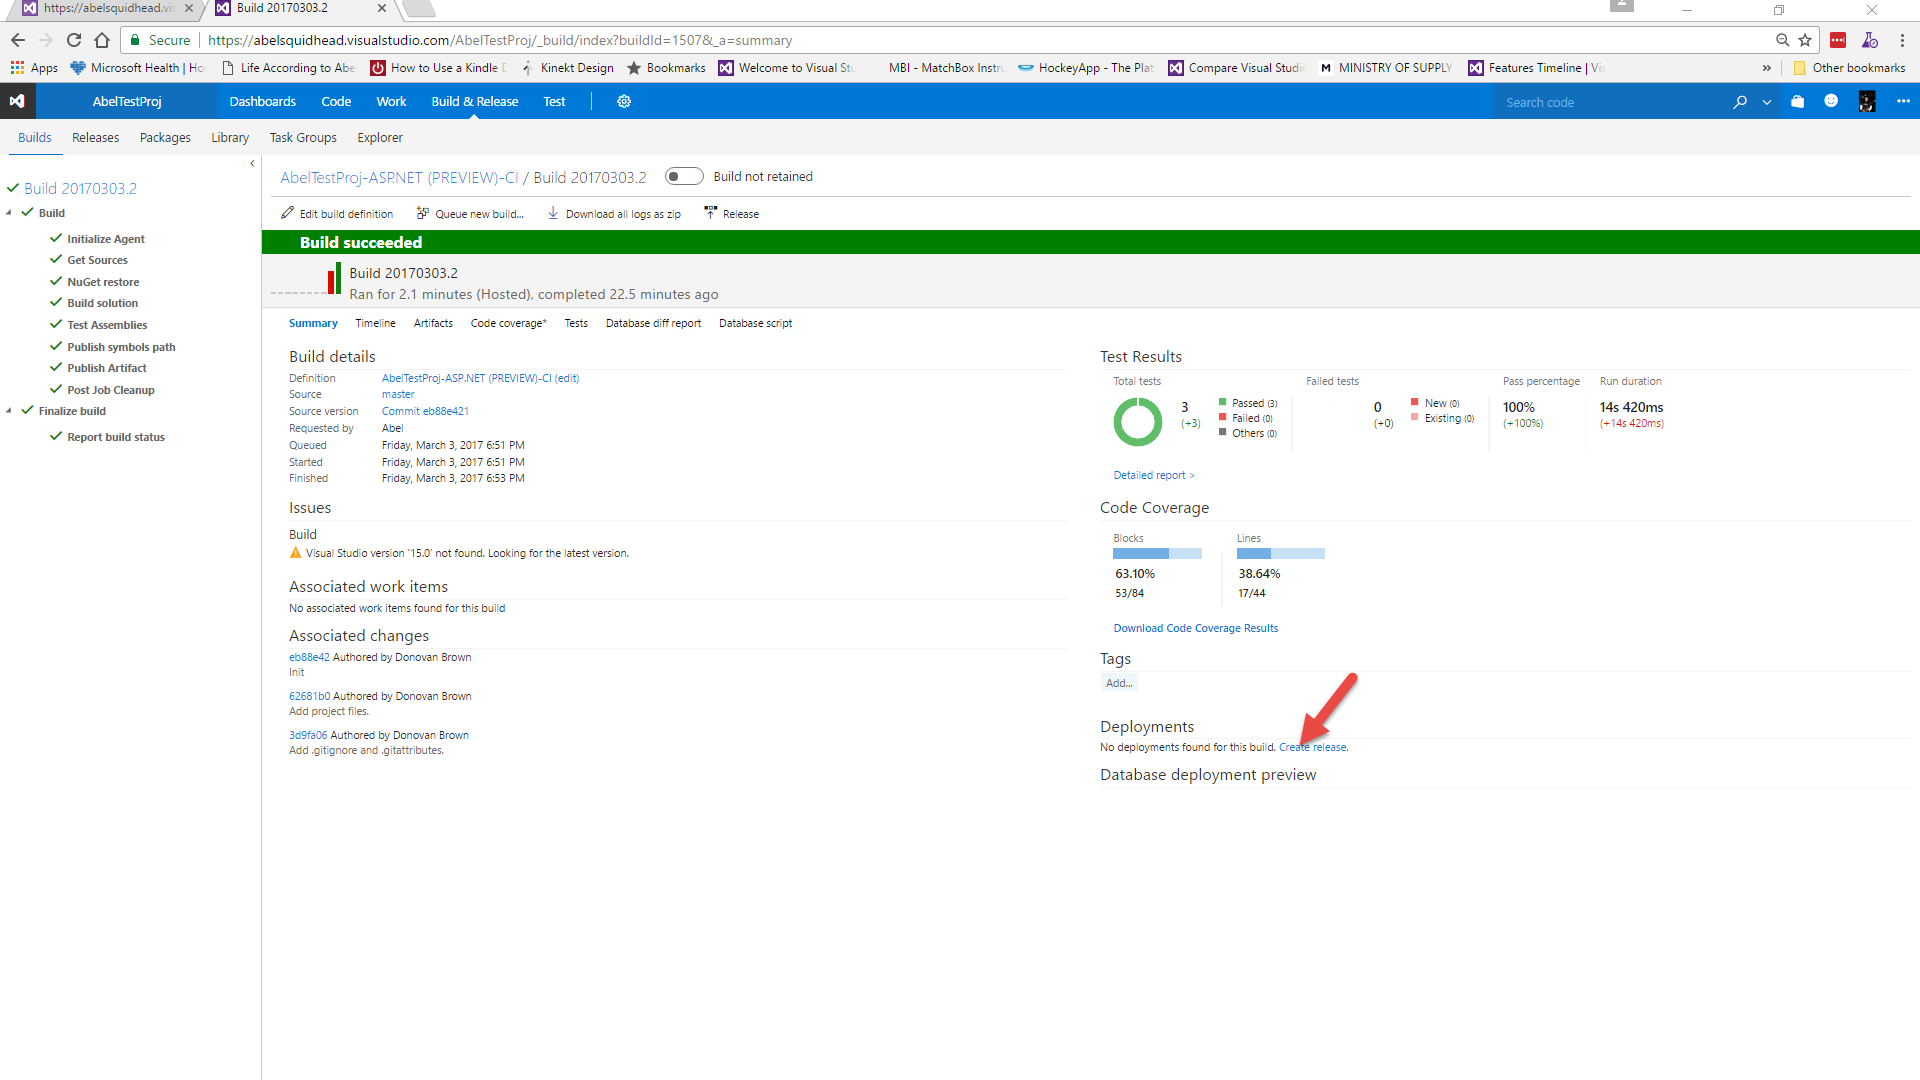 https://abelsquidhead.vis
Build 20170303.2
Secure
https://abelsquidhead.visualstudio.com/AbelTestProj/_build/index?buildId=1507&_a=summary
Apps
Microsoft Health | Ho
Life According to Abe
How to Use a Kindle D
Kinekt Design
Bookmarks
Welcome to Visual Stu
MBI - MatchBox Instru
HockeyApp - The Plat
Compare Visual Studio
MINISTRY OF SUPPLY
Features Timeline | Vis
Other bookmarks
AbelTestProj
Dashboards
Code
Work
Build & Release
Test
Search code
Builds
Releases
Packages
Library
Task Groups
Explorer
Build 20170303.2
Build
Initialize Agent
Get Sources
NuGet restore
Build solution
Test Assemblies
Publish symbols path
Publish Artifact
Post Job Cleanup
Finalize build
Report build status
AbelTestProj-ASP.NET (PREVIEW)-CI / Build 20170303.2
Build not retained
Edit build definition
Queue new build...
Download all logs as zip
Release
Build succeeded
Build 20170303.2
Ran for 2.1 minutes (Hosted), completed 22.5 minutes ago
Summary
Timeline
Artifacts
Code coverage*
Tests
Database diff report
Database script
Build details
Definition AbelTestProj-ASP.NET (PREVIEW)-CI (edit)
Source master
Source version Commit eb88e421
Requested by Abel
Queued Friday, March 3, 2017 6:51 PM
Started Friday, March 3, 2017 6:51 PM
Finished Friday, March 3, 2017 6:53 PM
Issues
Build
Visual Studio version '15.0' not found. Looking for the latest version.
Associated work items
No associated work items found for this build
Associated changes
eb88e42 Authored by Donovan Brown
Init
62681b0 Authored by Donovan Brown
Add project files.
3d9fa06 Authored by Donovan Brown
Add .gitignore and .gitattributes.
Test Results
Total tests
3
(+3)
Passed (3)
Failed (0)
Others (0)
Failed tests
0
(+0)
New (0)
Existing (0)
Pass percentage
100%
(+100%)
Run duration
14s 420ms
(+14s 420ms)
Detailed report >
Code Coverage
Blocks
63.10%
53/84
Lines
38.64%
17/44
Download Code Coverage Results
Tags
Add...
Deployments
No deployments found for this build. Create release.
Database deployment preview